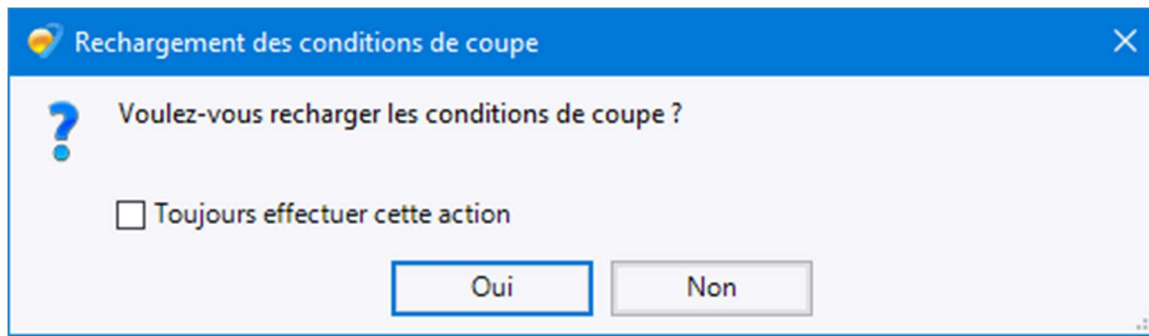 Rechargement des conditions de coupe
Voulez-vous recharger les conditions de coupe ?
Toujours effectuer cette action
Oui
Non